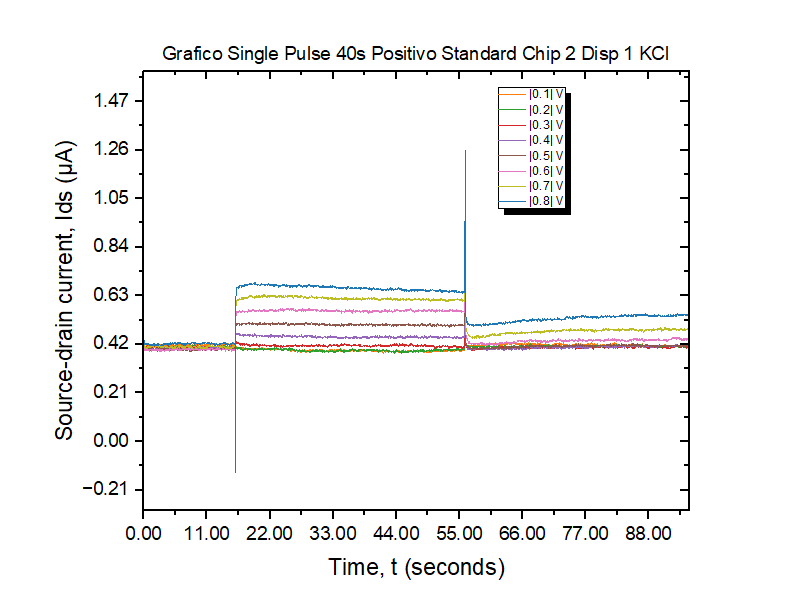 Grafico Single Pulse 40s Positivo Standard Chip 2 Disp 1 KCl
|0.1| V
|0.2| V
|0.3| V
|0.4| V
|0.5| V
|0.6| V
|0.7| V
|0.8| V
Source-drain current, Ids (μA)
1.47
1.26
1.05
0.84
0.63
0.42
0.21
0.00
−0.21
0.00 11.00 22.00 33.00 44.00 55.00 66.00 77.00 88.00
Time, t (seconds)